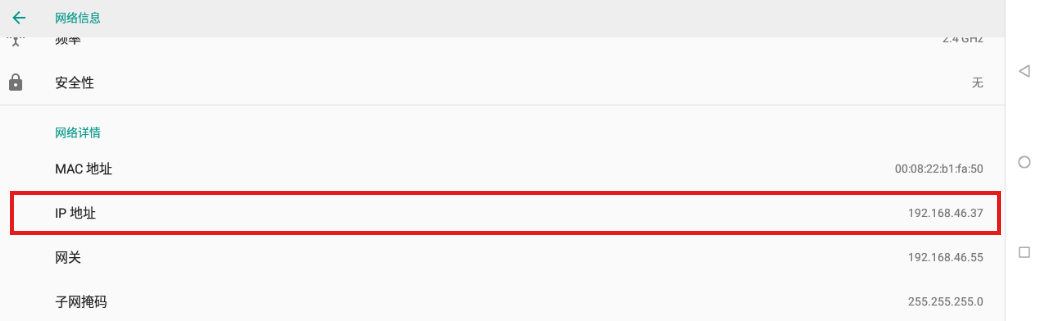 网络信息
频率 2.4 GHz
安全性 无
网络详情
MAC 地址 00:08:22:b1:fa:50
IP 地址 192.168.46.37
网关 192.168.46.55
子网掩码 255.255.255.0